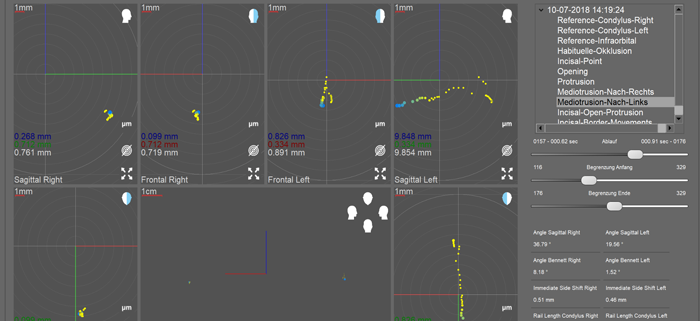 1mm
1mm
1mm
1mm
µm
µm
0.268 mm
0.761 mm
Sagittal Right
0.099 mm
0.712 mm
0.719 mm
Frontal Right
0.826 mm
0.334 mm
0.891 mm
Frontal Left
9.848
9.854 mm
Sagittal Left
1mm
1cm
1mm
µm
µm
10-07-2018 14:19:24
Reference-Condylus-Right
Reference-Condylus-Left
Reference-Infraorbital
Habituelle-Okklusion
Incisal-Point
Opening
Protrusion
Mediotrusion-Nach-Rechts
Mediotrusion-Nach-Links
Incisal-Open-Protrusion
Incisal-Border-Movements
0157 - 000.82 sec Ablauf 000.91 sec - 0176
116 Begrenzung Anfang 329
176 Begrenzung Ende 329
Angle Sagittal Right Angle Sagittal Left
36.79 ° 19.66 °
Angle Bennett Right Angle Bennett Left
8.18 ° 1.52 °
Immediate Side Shift Right Immediate Side Shift Left
0.51 mm 0.46 mm
Rail Length Condylus Right Rail Length Condylus Left